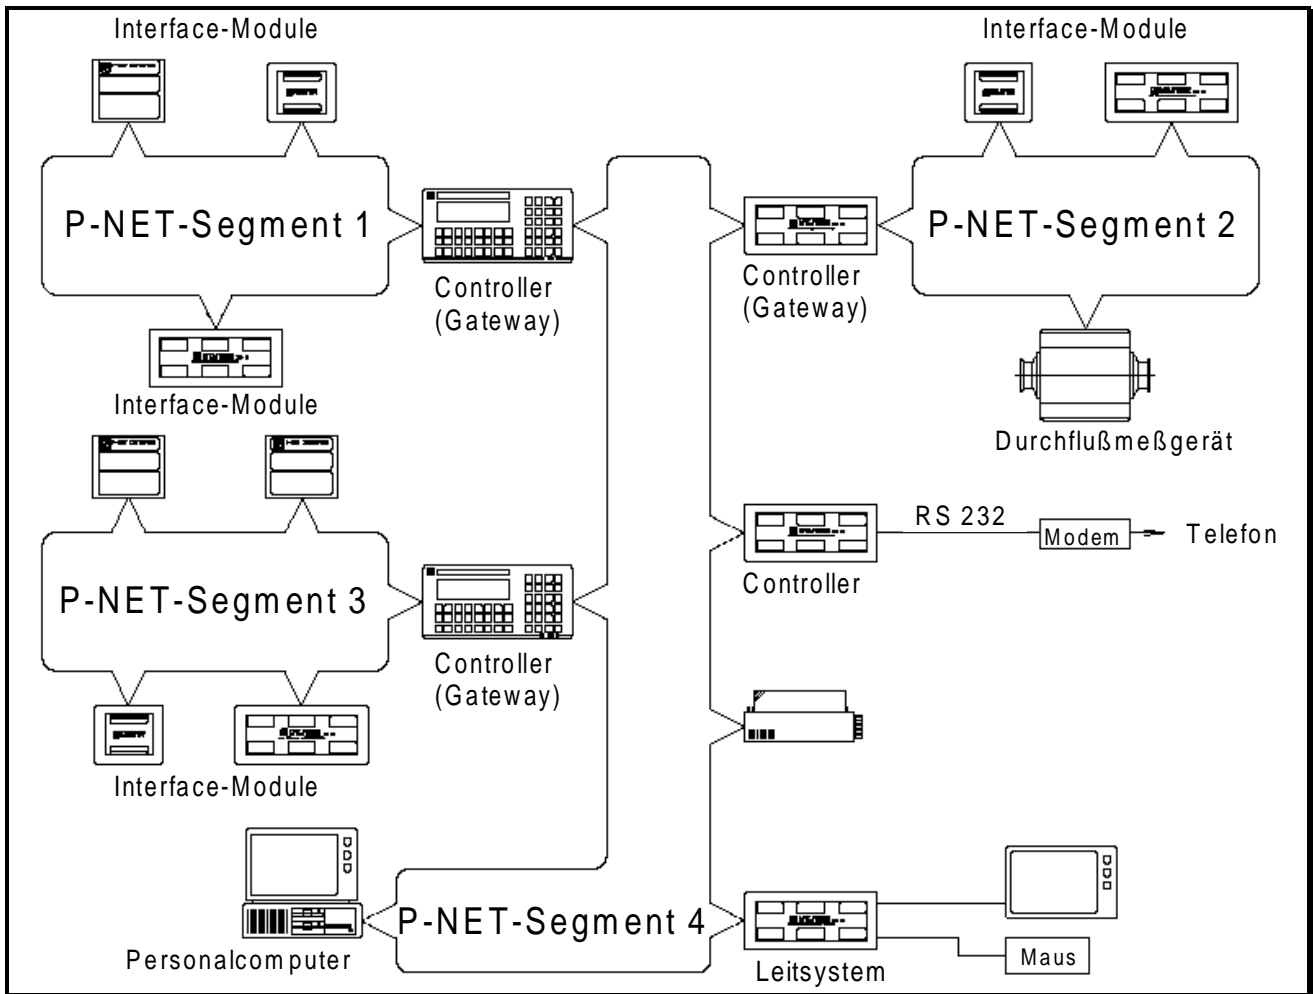 Interface-Module
Interface-Module
P-NET-Segment 1
P-NET-Segment 2
Controller
(Gateway)
Controller
(Gateway)
Interface-Module
Durchflußmeßgerät
RS 232
Modem
Telefon
Controller
P-NET-Segment 3
Controller
(Gateway)
Interface-Module
P-NET-Segment 4
Personalcomputer
Leitsystem
Maus